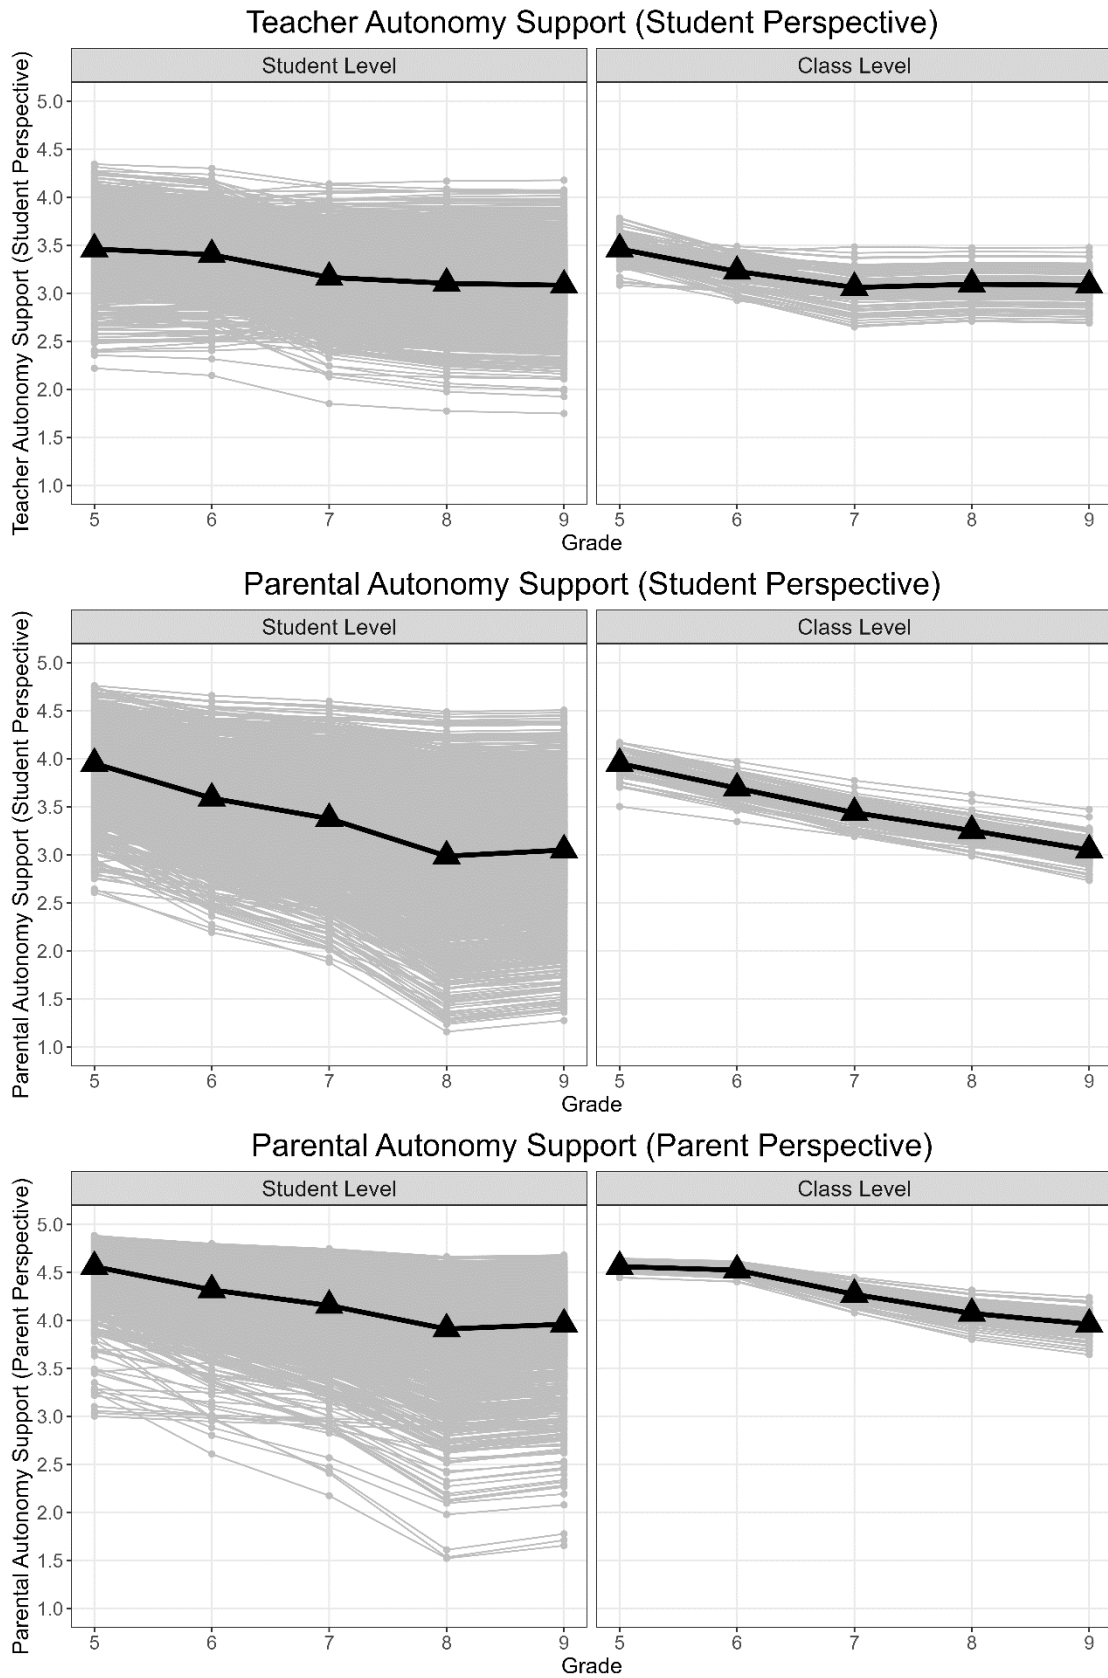 Teacher Autonomy Support (Student Perspective)
Student Level
Class Level
Teacher Autonomy Support (Student Perspective)
5.0
4.5
4.0
3.5
3.0
2.5
2.0
1.5
1.0
5 6 7 8 9 5 6 7 8 9
Grade
Parental Autonomy Support (Student Perspective)
Student Level
Class Level
Parental Autonomy Support (Student Perspective)
5.0
4.5
4.0
3.5
3.0
2.5
2.0
1.5
1.0
5 6 7 8 9 5 6 7 8 9
Grade
Parental Autonomy Support (Parent Perspective)
Student Level
Class Level
Parental Autonomy Support (Parent Perspective)
5.0
4.5
4.0
3.5
3.0
2.5
2.0
1.5
1.0
5 6 7 8 9 5 6 7 8 9
Grade